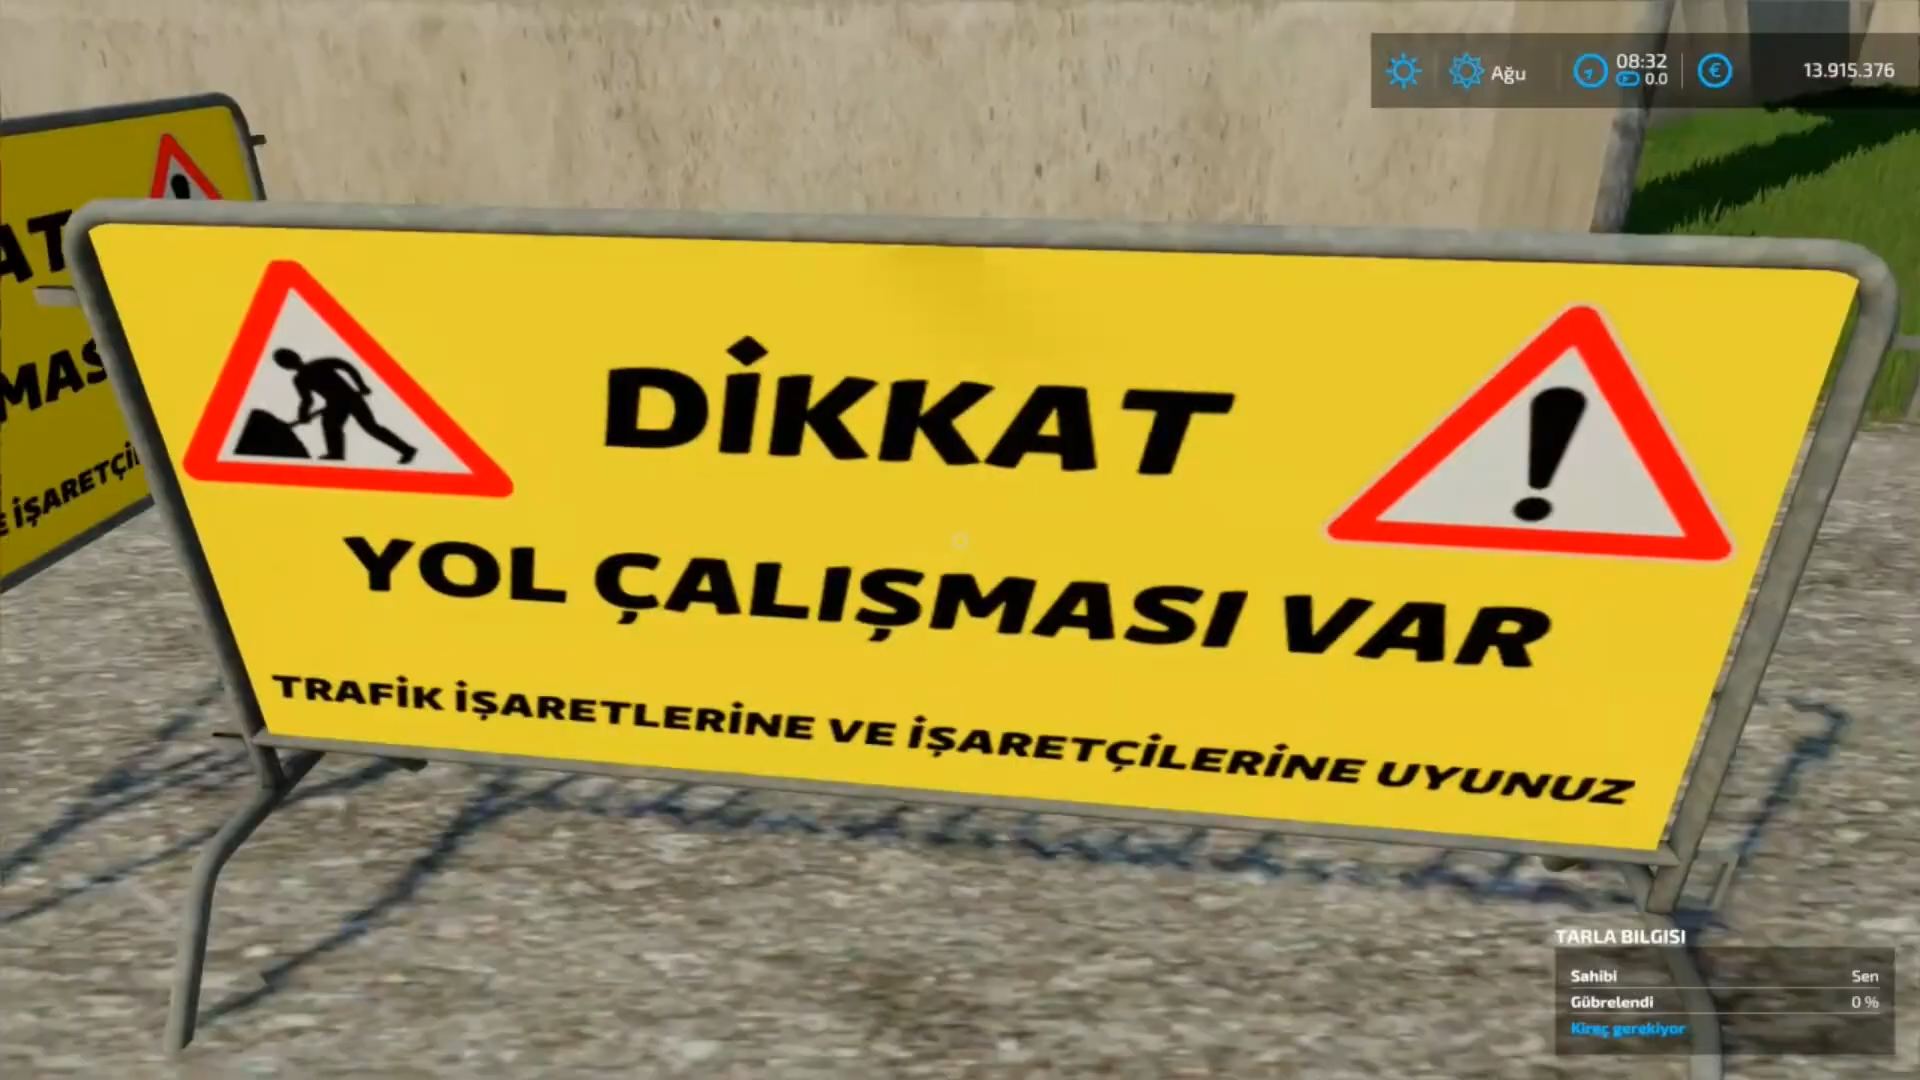 Ağu
08:32
0.0
13.915.376
AT
MAS
E İŞARETÇİ
DİKKAT
YOL ÇALIŞMASI VAR
TRAFİK İŞARETLERİNE VE İŞARETÇİLERİNE UYUNUZ
TARLA BILGISI
Sahibi Sen
Gübrelendi 0 %
Kireç gerekiyor